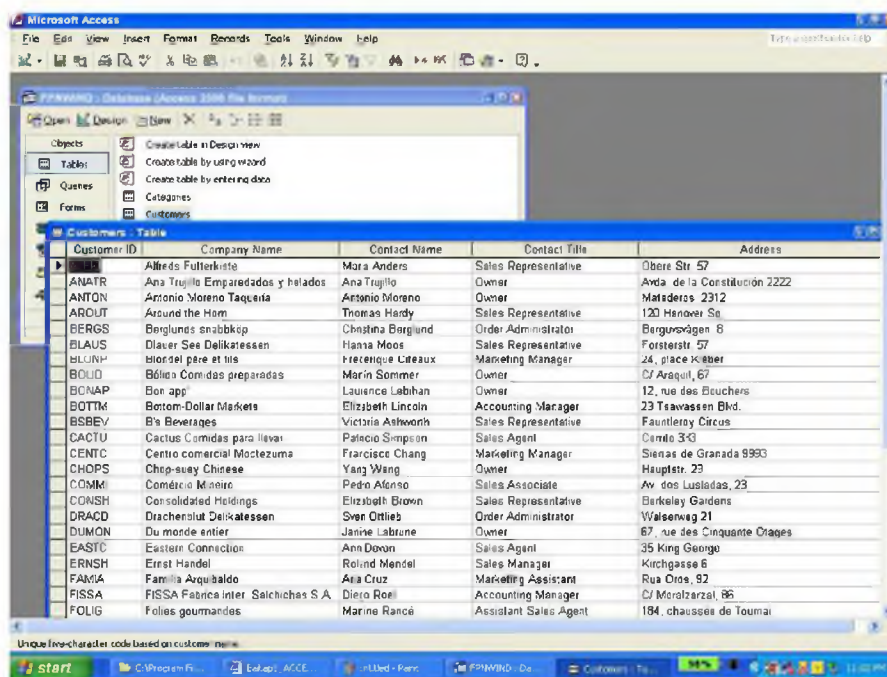 Microsoft Access
File Edit View Insert Format Records Tools Window Help
FPNWIND : Database (Access 2000 file format)
Open Design New
Objects
Create table in Design view
Tables
Create table by using wizard
Queries
Create table by entering data
Forms
Categories
Customers
Customers : Table
Customer ID Company Name Contact Name Contact Title Address
Alfreds Futterkiste Maria Anders Sales Representative Obere Str. 57
ANATR Ana Trujillo Emparedados y helados Ana Trujillo Owner Avda. de la Constitución 2222
ANTON Antonio Moreno Taquería Antonio Moreno Owner Mataderos 2312
AROUT Around the Horn Thomas Hardy Sales Representative 120 Hanover Sq.
BERGS Berglunds snabbköp Christina Berglund Order Administrator Berguvsvägen 8
BLAUS Blauer See Delikatessen Hanna Moos Sales Representative Forsterstr. 57
BLONP Blondel père et fils Frédérique Citeaux Marketing Manager 24, place Kléber
BOLID Bólido Comidas preparadas Martín Sommer Owner C/ Araquil, 67
BONAP Bon app' Laurence Lebihan Owner 12, rue des Bouchers
BOTTM Bottom-Dollar Markets Elizabeth Lincoln Accounting Manager 23 Tsawassen Blvd.
BSBEV B's Beverages Victoria Ashworth Sales Representative Fauntleroy Circus
CACTU Cactus Comidas para llevar Patricio Simpson Sales Agent Cerrito 333
CENTC Centro comercial Moctezuma Francisco Chang Marketing Manager Sierras de Granada 9993
CHOPS Chop-suey Chinese Yang Wang Owner Hauptstr. 29
COMMI Comércio Mineiro Pedro Afonso Sales Associate Av. dos Lusíadas, 23
CONSH Consolidated Holdings Elizabeth Brown Sales Representative Berkeley Gardens
DRACD Drachenblut Delikatessen Sven Ottlieb Order Administrator Walserweg 21
DUMON Du monde entier Janine Labrune Owner 67, rue des Cinquante Otages
EASTC Eastern Connection Ann Devon Sales Agent 35 King George
ERNSH Ernst Handel Roland Mendel Sales Manager Kirchgasse 6
FAMIA Familia Arquibaldo Aria Cruz Marketing Assistant Rua Orós, 92
FISSA FISSA Fabrica Inter. Salchichas S.A. Diego Roel Accounting Manager C/ Moralzarzal, 86
FOLIG Folies gourmandes Martine Rancé Assistant Sales Agent 184, chaussée de Tournai
Unique five-character code based on customer name.
start C:\Program Fi... untitled - Paint FPNWIND : Da... Customers : Ta... 98%